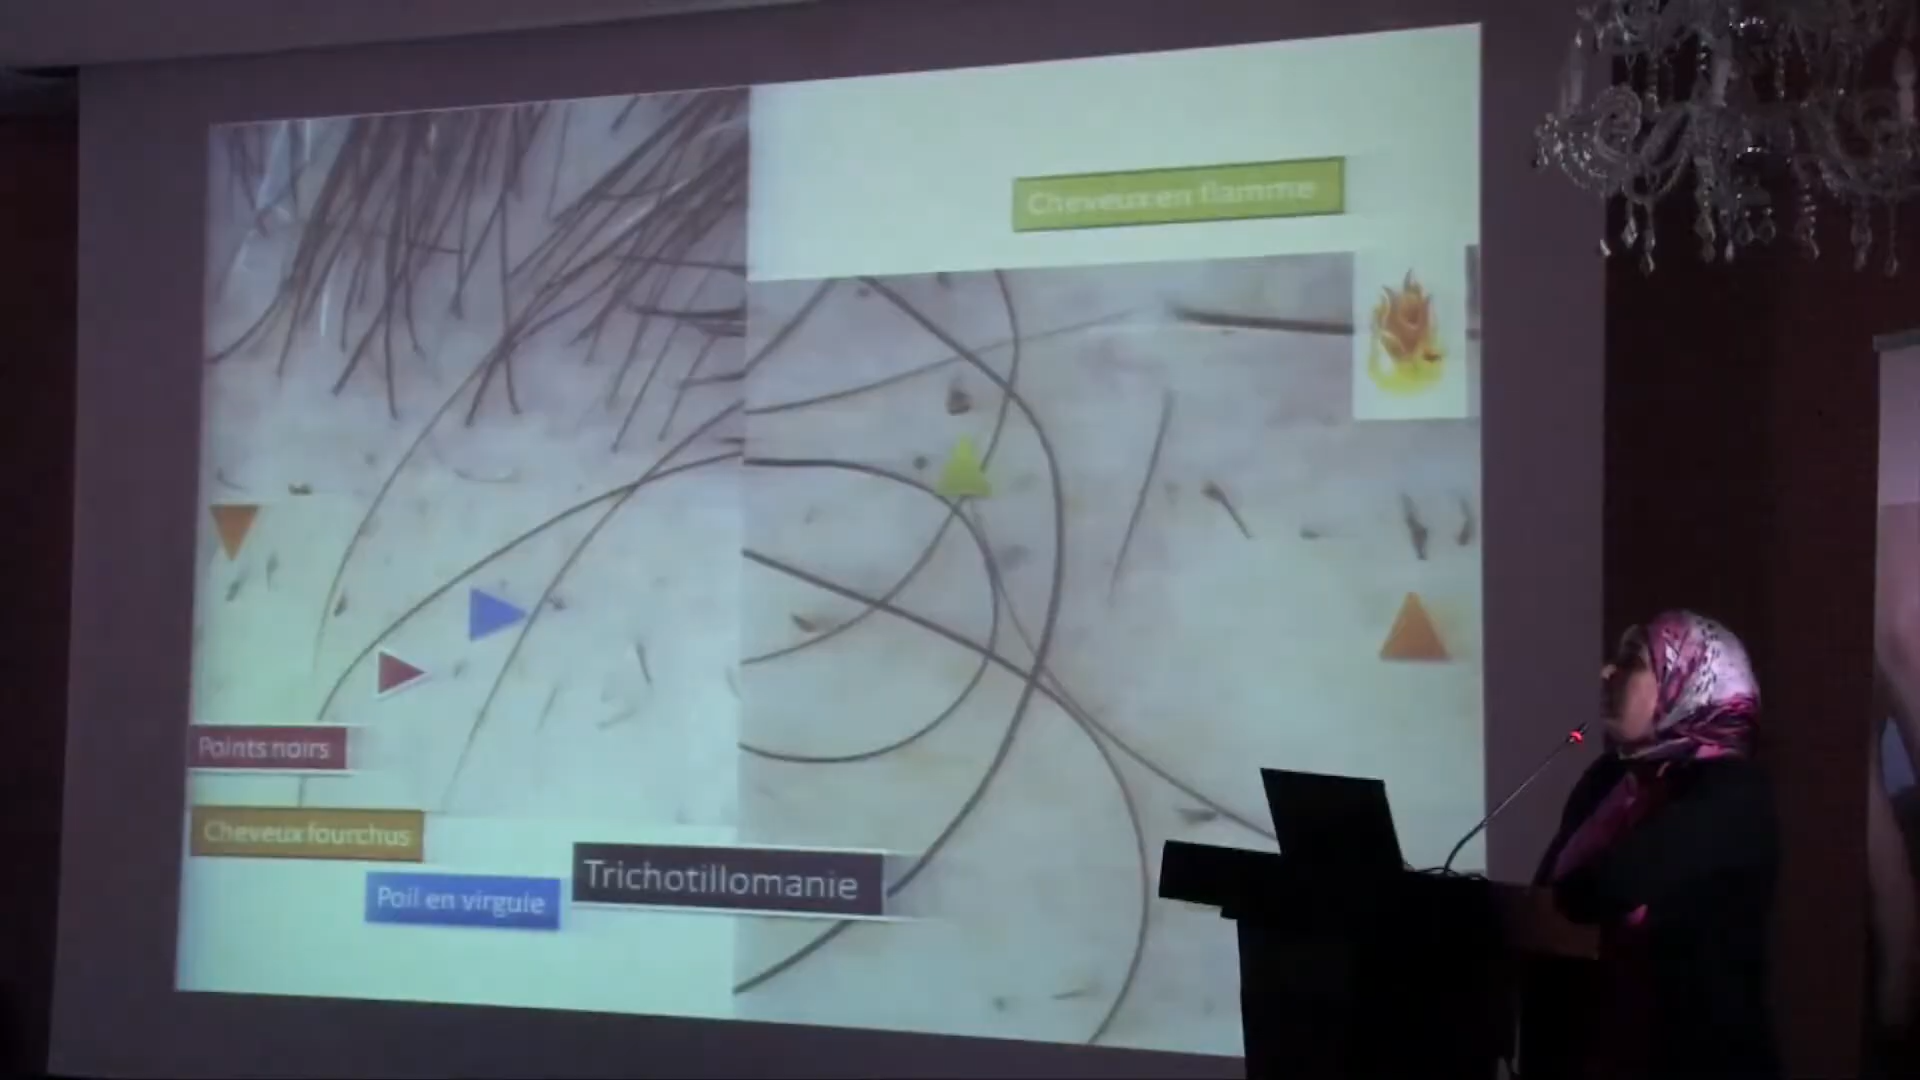 Cheveux en flamme
Points noirs
Cheveux fourchus
Poil en virgule
Trichotillomanie